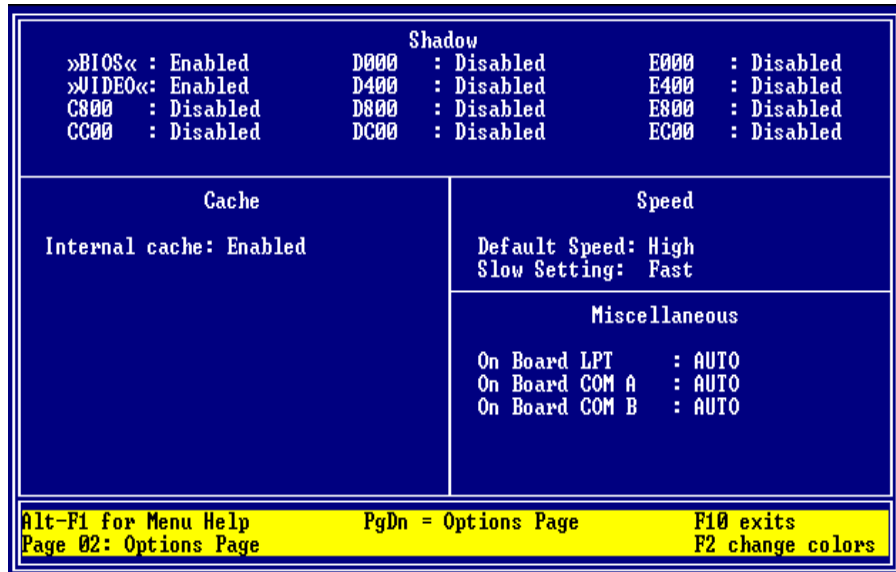 Shadow
»BIOS« : Enabled D000 : Disabled E000 : Disabled
»VIDEO«: Enabled D400 : Disabled E400 : Disabled
C800 : Disabled D800 : Disabled E800 : Disabled
CC00 : Disabled DC00 : Disabled EC00 : Disabled
Cache
Internal cache: Enabled
Speed
Default Speed: High
Slow Setting: Fast
Miscellaneous
On Board LPT : AUTO
On Board COM A : AUTO
On Board COM B : AUTO
Alt-F1 for Menu Help PgDn = Options Page F10 exits
Page 02: Options Page F2 change colors